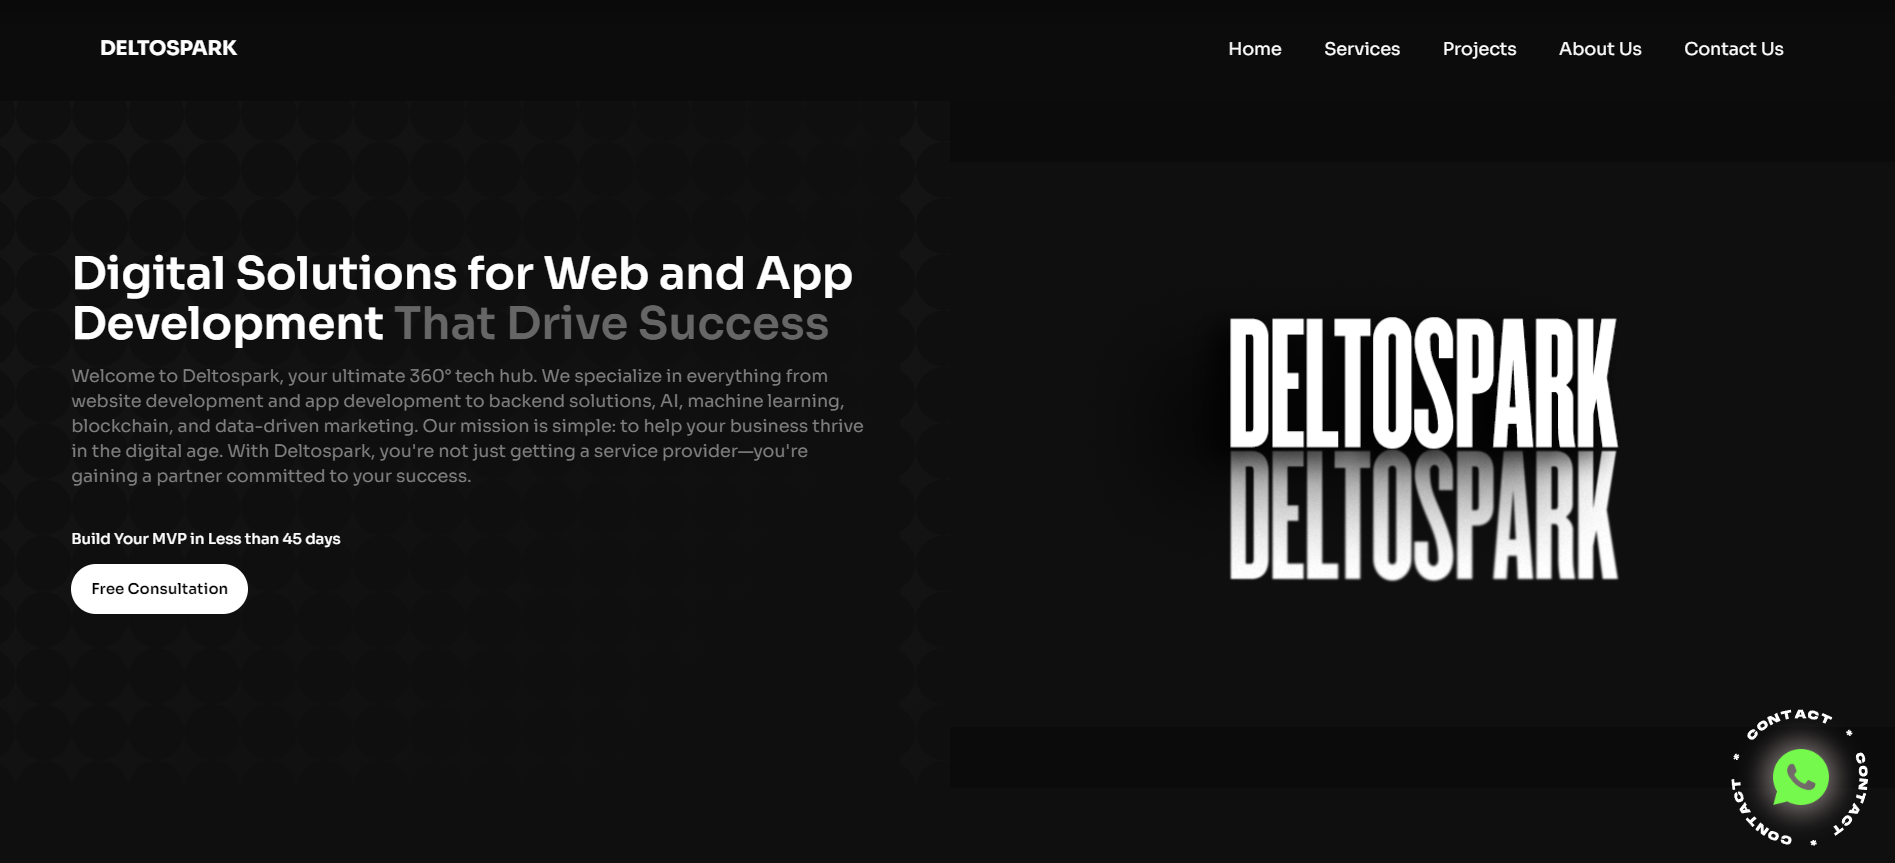 DELTOSPARK
Home Services Projects About Us Contact Us
Digital Solutions for Web and App
Development That Drive Success
Welcome to Deltospark, your ultimate 360° tech hub. We specialize in everything from
website development and app development to backend solutions, AI, machine learning,
blockchain, and data-driven marketing. Our mission is simple: to help your business thrive
in the digital age. With Deltospark, you're not just getting a service provider—you're
gaining a partner committed to your success.
Build Your MVP in Less than 45 days
Free Consultation
DELTOSPARK
DELTOSPARK
CONTACT * CONTACT * CONTACT * CONTACT *